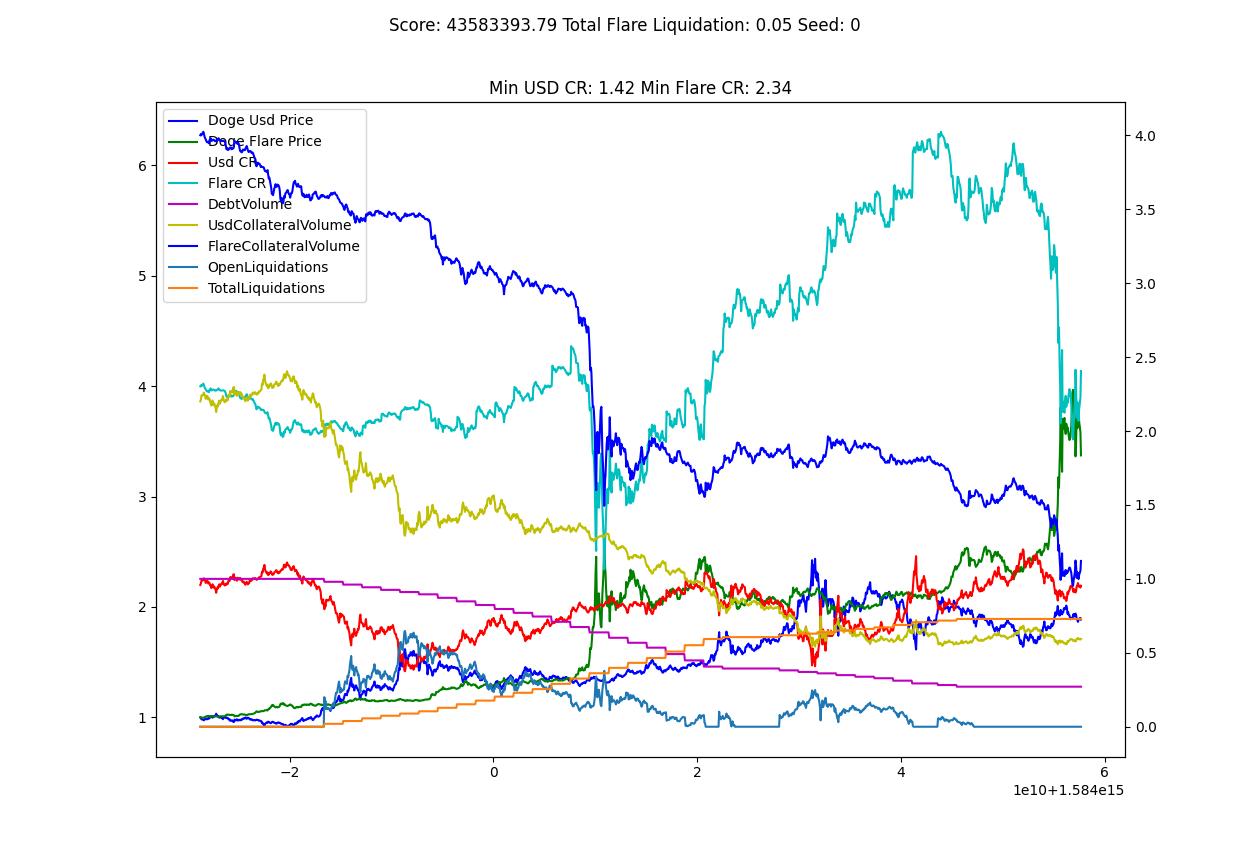 Score: 43583393.79 Total Flare Liquidation: 0.05 Seed: 0
Min USD CR: 1.42 Min Flare CR: 2.34
Doge Usd Price
Doge Flare Price
Usd CR
Flare CR
DebtVolume
UsdCollateralVolume
FlareCollateralVolume
OpenLiquidations
TotalLiquidations
6
5
4
3
2
1
4.0
3.5
3.0
2.5
2.0
1.5
1.0
0.5
0.0
−2 0 2 4 6
1e10+1.584e15